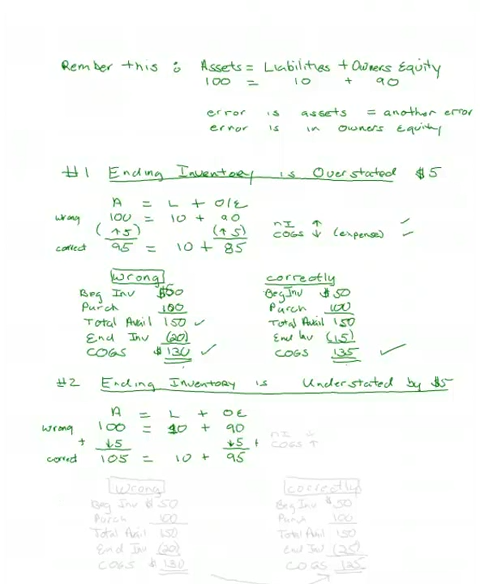 Rember this : Assets = Liabilities + Owners Equity
100 = 10 + 90
error is assets = another error
error is in owners Equity
#1 Ending Inventory is Overstated $5
A = L + O/E
wrong 100 = 10 + 90
(↑5) (↑5)
correct 95 = 10 + 85
nI ↑ ✓
COGS ↓ (expense) ✓
Wrong
Beg Inv $50
Purch 100
Total Avail 150 ✓
End Inv (20)
COGS $130 ✓
correctly
Beg Inv $50
Purch 100
Total Avail 150
End Inv (15)
COGS 135 ✓
#2 Ending Inventory is Understated by $5
A = L + OE
wrong 100 = 10 + 90
+ ↓5 ↓5 +
correct 105 = 10 + 95
nI ↓
COGS ↑
Wrong
Beg Inv $50
Purch 100
Total Avail 150
End Inv (20)
COGS $130
correctly
Beg Inv $50
Purch 100
Total Avail 150
End Inv (25)
COGS 125